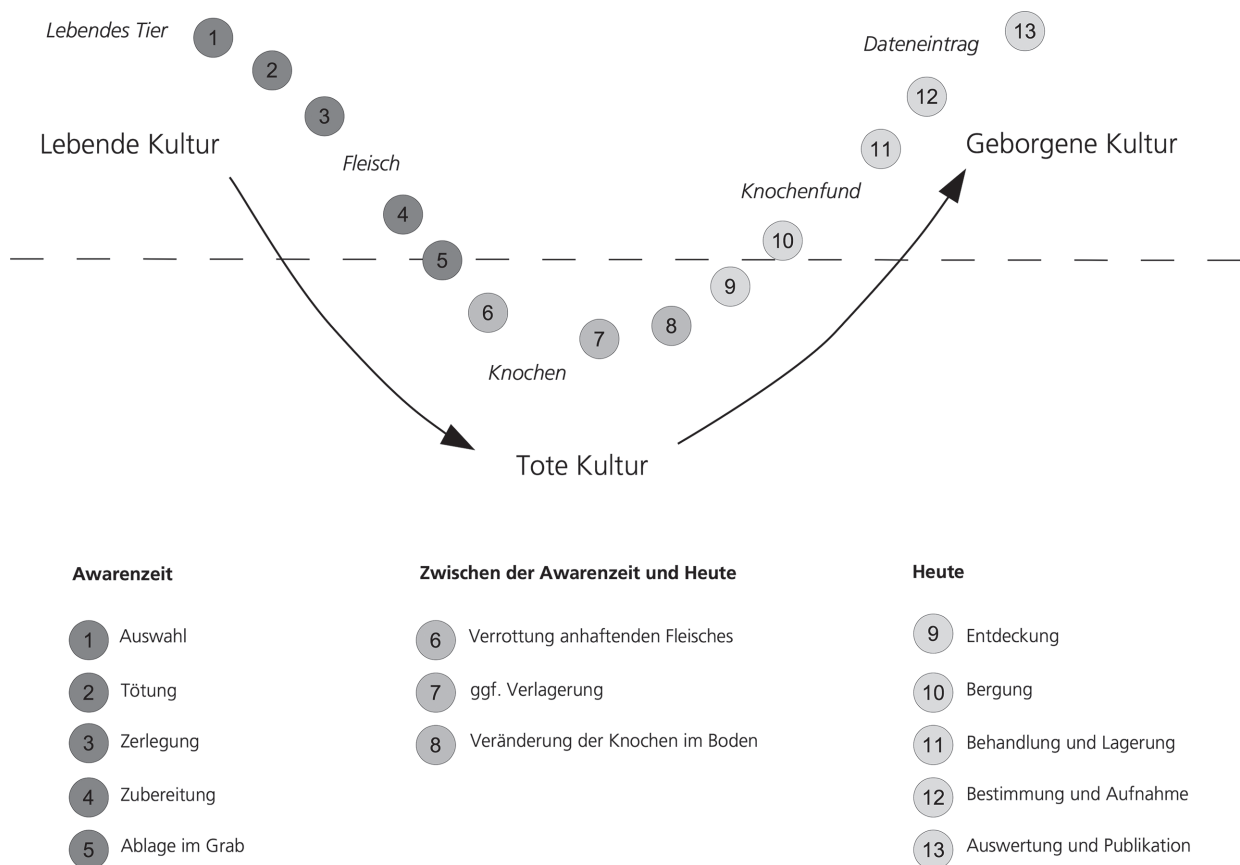 Lebendes Tier
1
2
3
Lebende Kultur
Fleisch
4
5
6
Knochen
7
8
9
10
Knochenfund
11
12
Dateneintrag
13
Geborgene Kultur
Tote Kultur
Awarenzeit
1 Auswahl
2 Tötung
3 Zerlegung
4 Zubereitung
5 Ablage im Grab
Zwischen der Awarenzeit und Heute
6 Verrottung anhaftenden Fleisches
7 ggf. Verlagerung
8 Veränderung der Knochen im Boden
Heute
9 Entdeckung
10 Bergung
11 Behandlung und Lagerung
12 Bestimmung und Aufnahme
13 Auswertung und Publikation